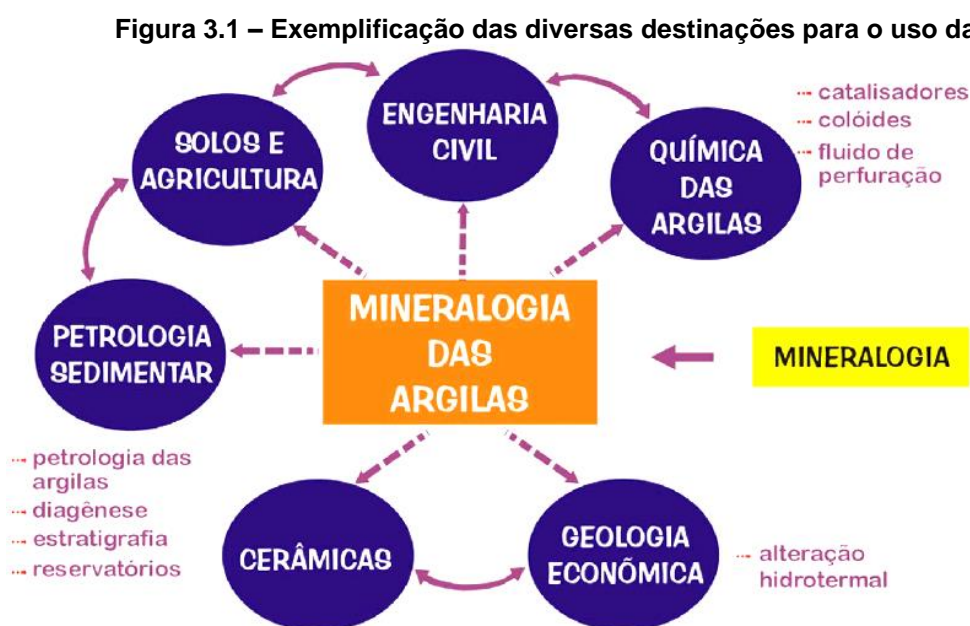 Figura 3.1 – Exemplificação das diversas destinações para o uso da
ENGENHARIA
CIVIL
SOLOS E
AGRICULTURA
QUÍMICA
DAS
ARGILAS
··· catalisadores
··· colóides
··· fluido de
perfuração
PETROLOGIA
SEDIMENTAR
MINERALOGIA
DAS
ARGILAS
MINERALOGIA
··· petrologia das
argilas
··· diagênese
··· estratigrafia
··· reservatórios
CERÂMICAS
GEOLOGIA
ECONÕMICA
··· alteração
hidrotermal